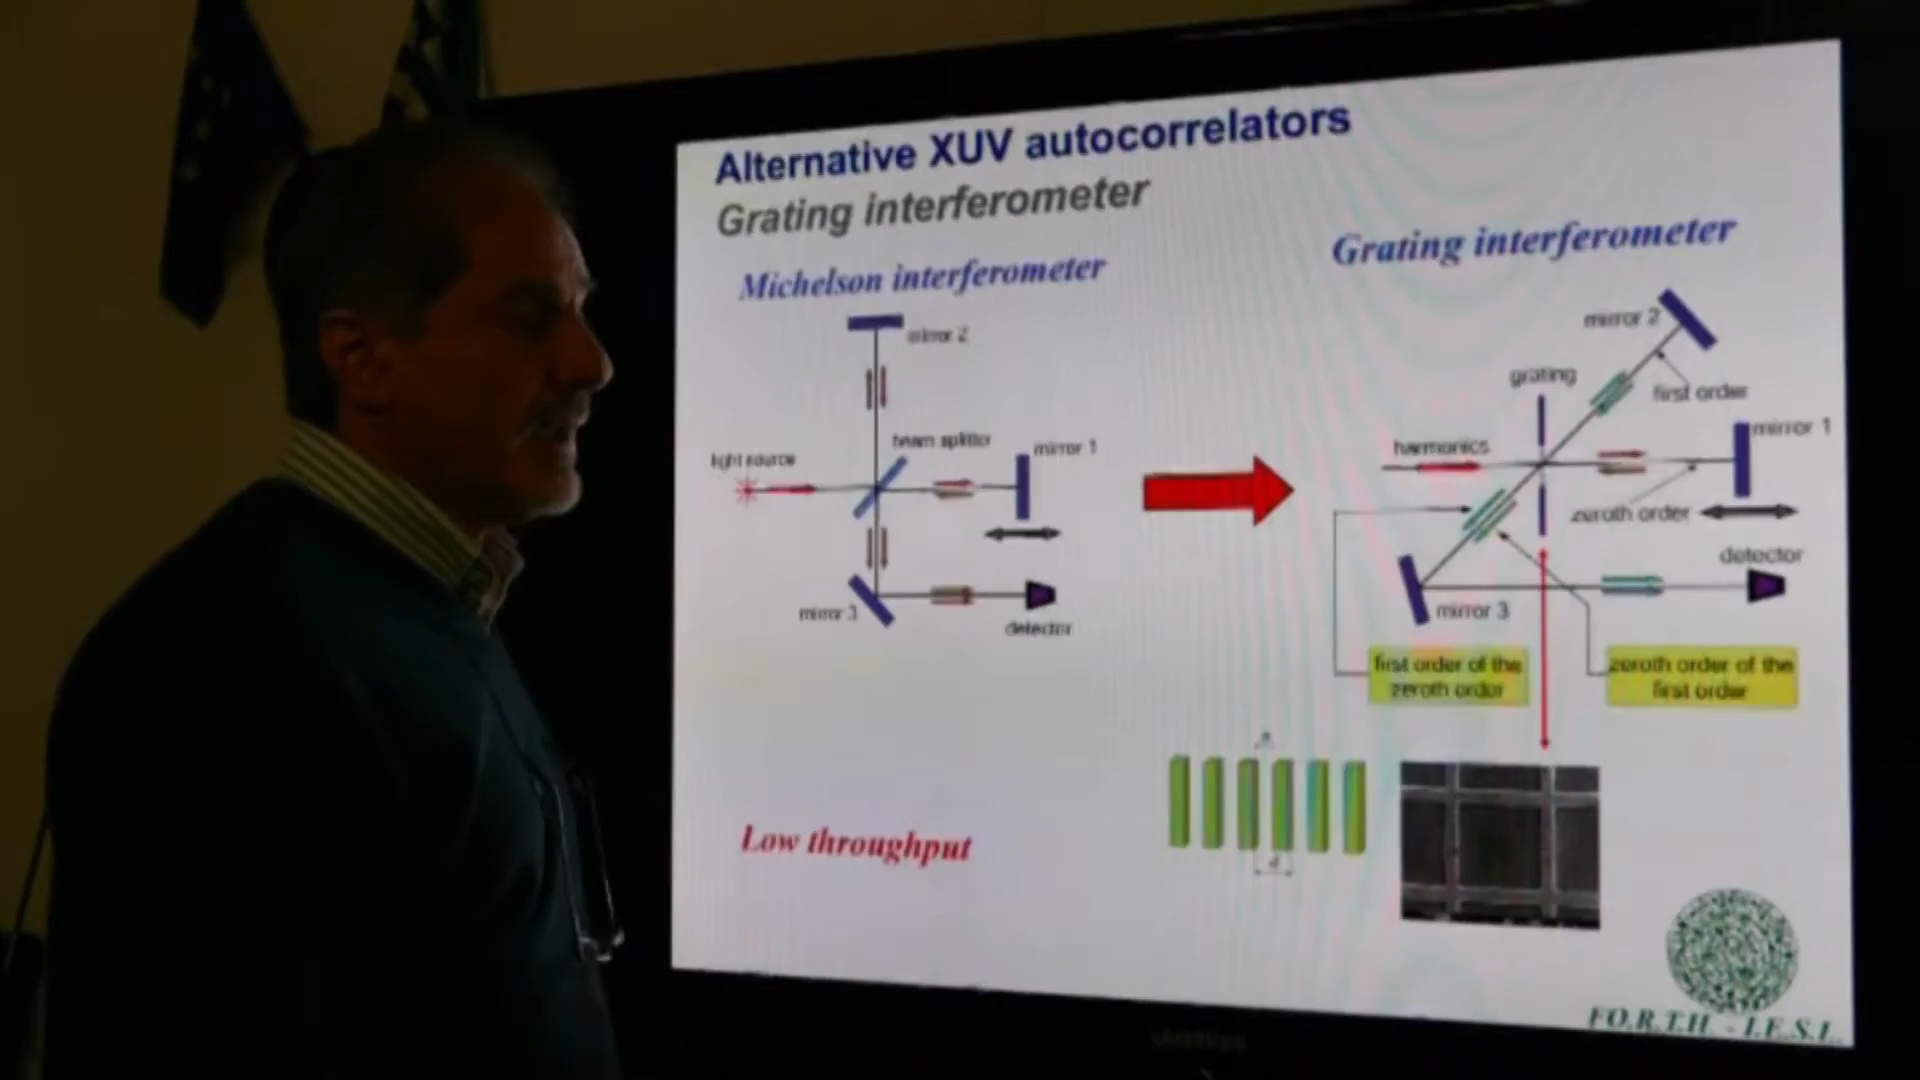 Alternative XUV autocorrelators
Grating interferometer
Michelson interferometer
Grating interferometer
mirror 2
mirror 2
grating
first order
beam splitter
mirror 1
light source
harmonics
mirror 1
zeroth order
detector
mirror 3
detector
mirror 3
first order of the
zeroth order
zeroth order of the
first order
Low throughput
d
FO.R.T.H. - I.E.S.L.
SAMSUNG